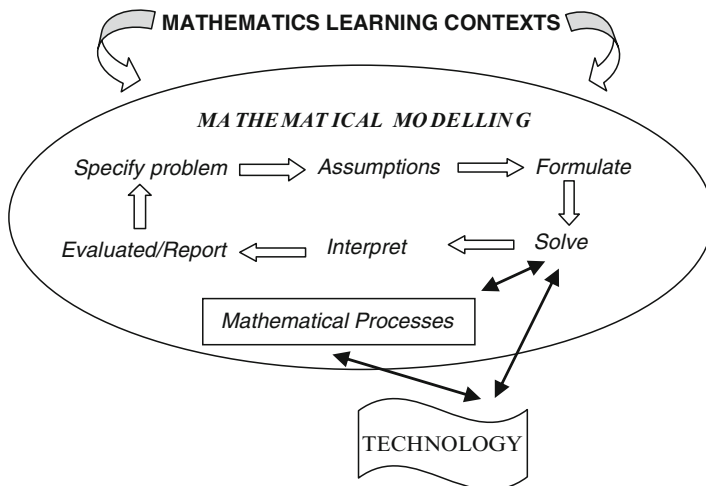 MATHEMATICS LEARNING CONTEXTS
MATHEMATICAL MODELLING
Specify problem Assumptions Formulate
Evaluated/Report Interpret Solve
Mathematical Processes
TECHNOLOGY